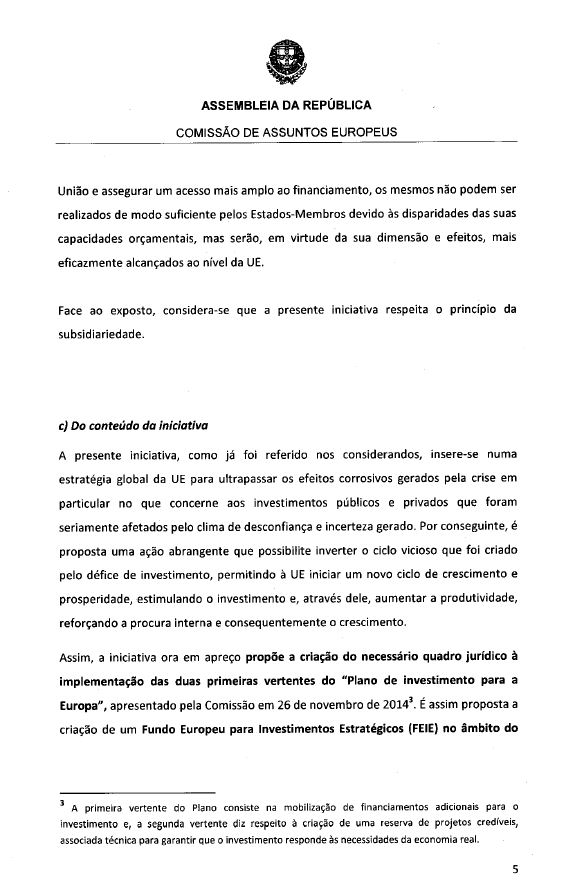 ASSEMBLEIA DA REPÚBLICA
COMISSÃO DE ASSUNTOS EUROPEUS
União e assegurar um acesso mais amplo ao financiamento, os mesmos não podem ser
realizados de modo suficiente pelos Estados-Membros devido às disparidades das suas
capacidades orçamentais, mas serão, em virtude da sua dimensão e efeitos, mais
eficazmente alcançados ao nível da UE.
Face ao exposto, considera-se que a presente iniciativa respeita o princípio da
subsidiariedade.
c) Do conteúdo da iniciativa
A presente iniciativa, como já foi referido nos considerandos, insere-se numa
estratégia global da UE para ultrapassar os efeitos corrosivos gerados pela crise em
particular no que concerne aos investimentos públicos e privados que foram
seriamente afetados pelo clima de desconfiança e incerteza gerado. Por conseguinte, é
proposta uma ação abrangente que possibilite inverter o ciclo vicioso que foi criado
pelo défice de investimento, permitindo à UE iniciar um novo ciclo de crescimento e
prosperidade, estimulando o investimento e, através dele, aumentar a produtividade,
reforçando a procura interna e consequentemente o crescimento.
Assim, a iniciativa ora em apreço propõe a criação do necessário quadro jurídico à
implementação das duas primeiras vertentes do "Plano de investimento para a
Europa", apresentado pela Comissão em 26 de novembro de 2014³. É assim proposta a
criação de um Fundo Europeu para Investimentos Estratégicos (FEIE) no âmbito do
³ A primeira vertente do Plano consiste na mobilização de financiamentos adicionais para o
investimento e, a segunda vertente diz respeito à criação de uma reserva de projetos credíveis,
associada técnica para garantir que o investimento responde às necessidades da economia real.
5